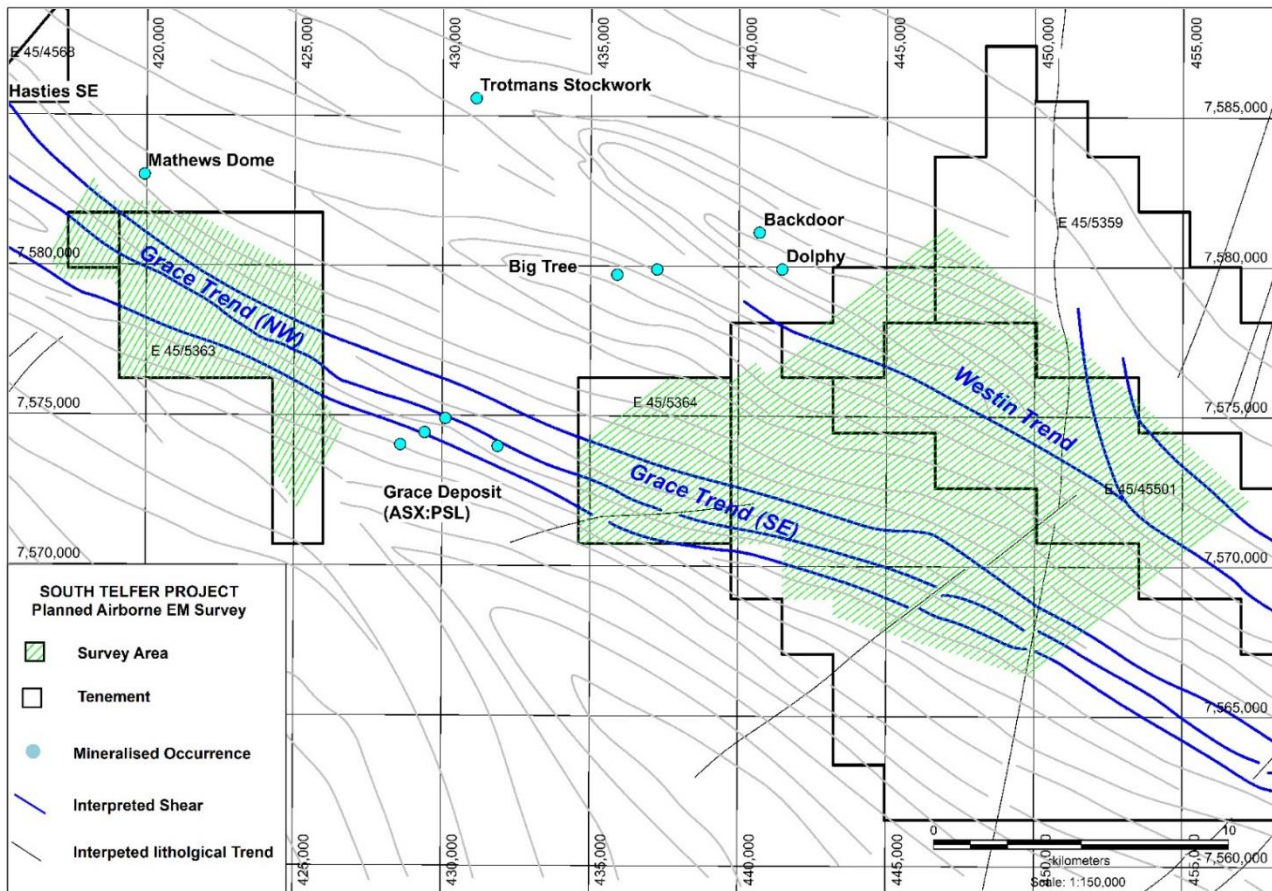 420,000
425,000
430,000
435,000
440,000
445,000
450,000
455,000
E 45/4568
Hasties SE
Trotmans Stockwork
7,585,000
Mathews Dome
Backdoor
E 45/5359
7,580,000
Grace Trend (NW)
Big Tree
Dolphy
7,580,000
E 45/5363
Westin Trend
7,575,000
E 45/5364
7,575,000
Grace Trend (SE)
Grace Deposit
(ASX:PSL)
E 45/45501
7,570,000
7,570,000
SOUTH TELFER PROJECT
Planned Airborne EM Survey
Survey Area
Tenement
Mineralised Occurrence
Interpreted Shear
Interpeted lithologcal Trend
7,565,000
0
10
kilometers
Scale: 1:150,000
7,560,000
425,000
430,000
435,000
440,000
445,000
450,000
455,000